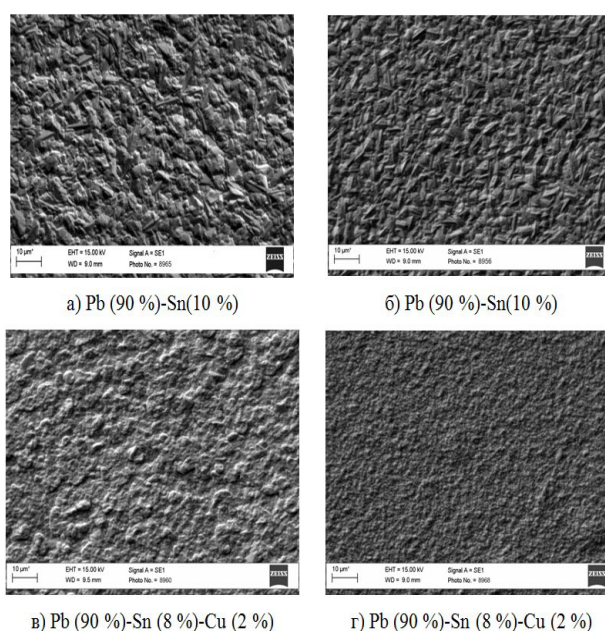 10 µm* EHT = 15.00 kV Signal A = SE1
WD = 9.0 mm Photo No. = 8965
ZEISS
10 µm* EHT = 15.00 kV Signal A = SE1
WD = 9.0 mm Photo No. = 8956
ZEISS
а) Pb (90 %)-Sn(10 %)
б) Pb (90 %)-Sn(10 %)
10 µm* EHT = 15.00 kV Signal A = SE1
WD = 9.5 mm Photo No. = 8960
ZEISS
10 µm* EHT = 15.00 kV Signal A = SE1
WD = 9.0 mm Photo No. = 8966
ZEISS
в) Pb (90 %)-Sn (8 %)-Cu (2 %)
г) Pb (90 %)-Sn (8 %)-Cu (2 %)